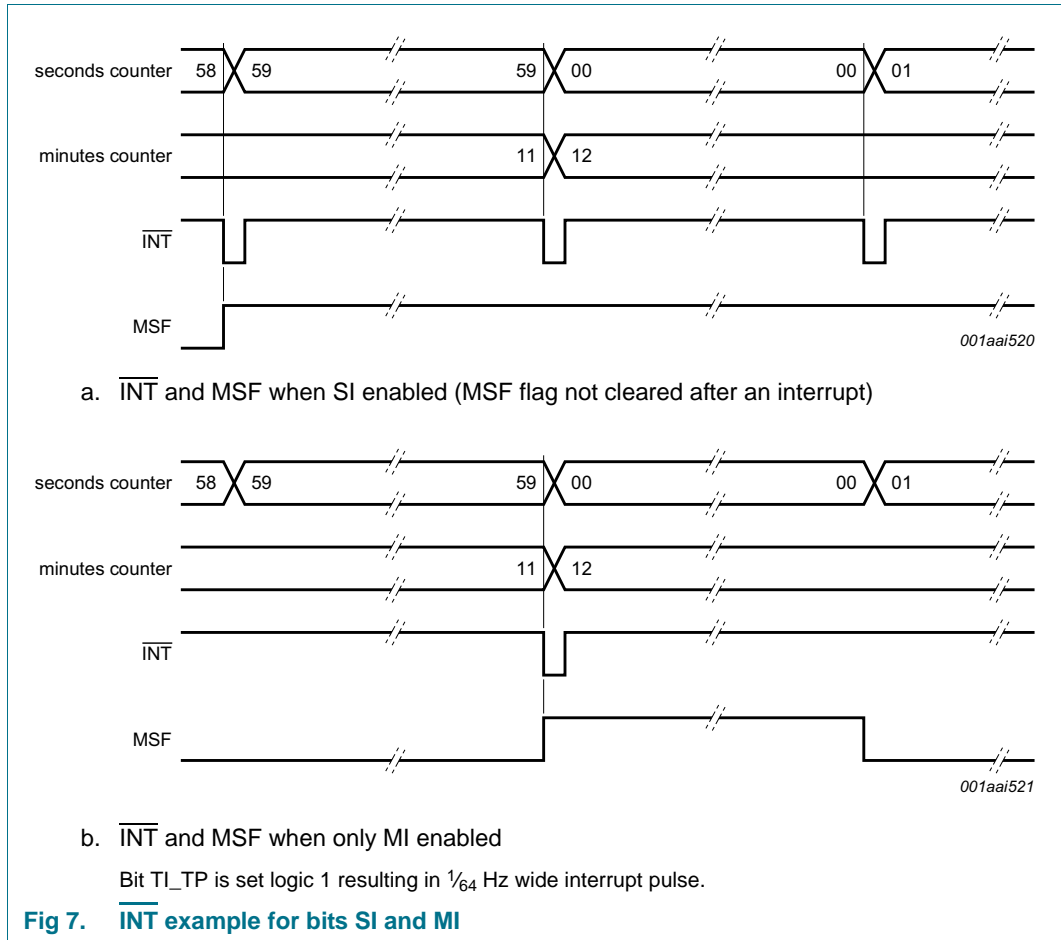 seconds counter 58 59 59 00 00 01
minutes counter 11 12
INT
MSF
001aai520
a. INT and MSF when SI enabled (MSF flag not cleared after an interrupt)
seconds counter 58 59 59 00 00 01
minutes counter 11 12
INT
MSF
001aai521
b. INT and MSF when only MI enabled
Bit TI_TP is set logic 1 resulting in 1⁄64 Hz wide interrupt pulse.
Fig 7. INT example for bits SI and MI